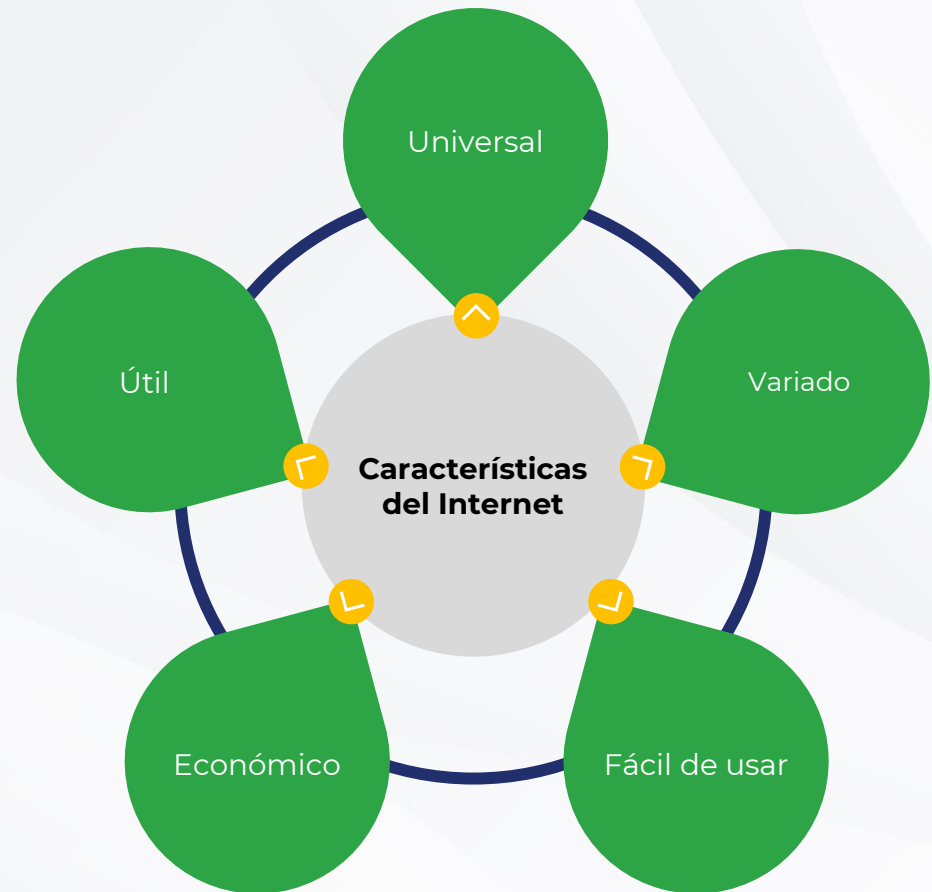 Universal
Útil
Variado
Características
del Internet
Económico
Fácil de usar